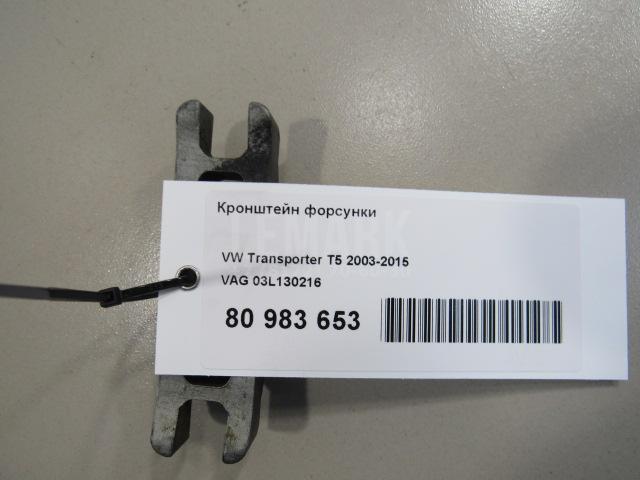 Кронштейн форсунки
VW Transporter T5 2003-2015
VAG 03L130216
80 983 653